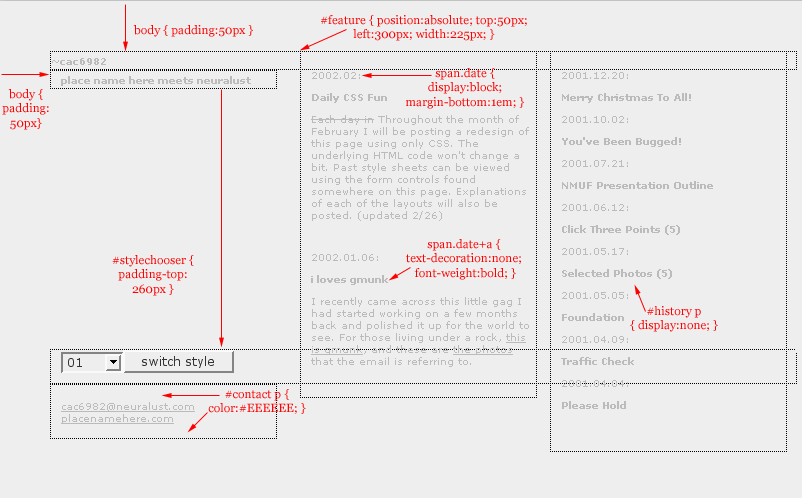 body { padding:50px }
#feature { position:absolute; top:50px;
left:300px; width:225px; }
~cac6982
place name here meets neuralust
body {
padding:
50px}
2002.02:
span.date {
display:block;
margin-bottom:1em; }
Daily CSS Fun
Each day in Throughout the month of
February I will be posting a redesign of
this page using only CSS. The
underlying HTML code won't change a
bit. Past style sheets can be viewed
using the form controls found
somewhere on this page. Explanations
of each of the layouts will also be
posted. (updated 2/26)
2002.01:06:
span.date+a {
text-decoration:none;
font-weight:bold; }
i loves gmunk
I recently came across this little gag I
had started working on a few months
back and polished it up for the world to
see. For those living under a rock, this
is gmunk, and these are the photos
that the email is referring to.
2001.12.20:
Merry Christmas To All!
2001.10.02:
You've Been Bugged!
2001.07.21:
NMUF Presentation Outline
2001.06.12:
Click Three Points (5)
2001.05.17:
Selected Photos (5)
2001.05.05:
#history p
{ display:none; }
Foundation
2001.04.09:
Traffic Check
2001.04.04:
Please Hold
#stylechooser {
padding-top:
260px }
01
switch style
#contact p {
color:#EEEEEE; }
cac6982@neuralust.com
placenamehere.com